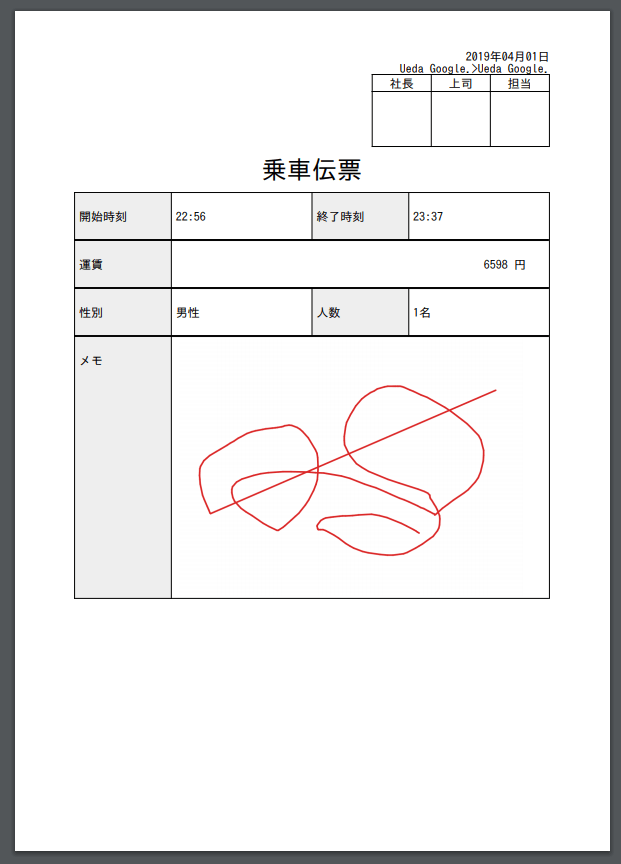 2019年04月01日
Ueda Google.>Ueda Google.
社長 上司 担当
乗車伝票
開始時刻 22:56 終了時刻 23:37
運賃 6598 円
性別 男性 人数 1名
メモ